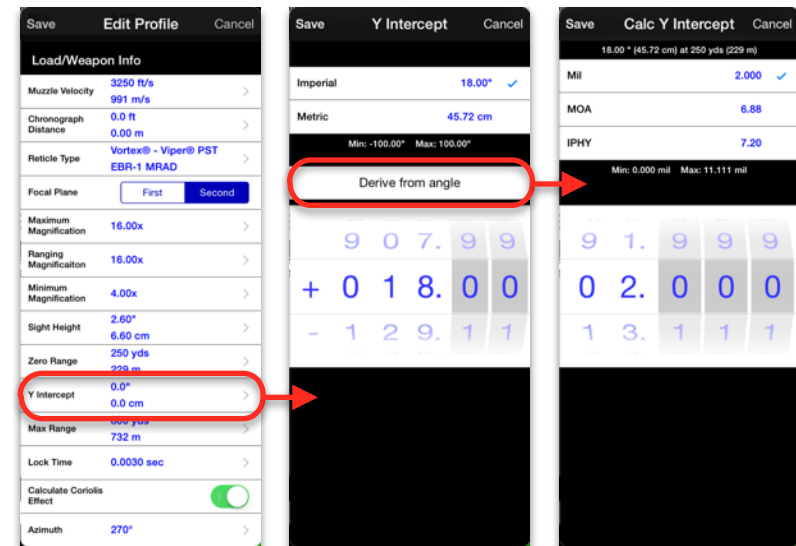 Save Edit Profile Cancel
Load/Weapon Info
Muzzle Velocity 3250 ft/s
991 m/s
Chronograph Distance 0.0 ft
0.00 m
Reticle Type Vortex® - Viper® PST
EBR-1 MRAD
Focal Plane First Second
Maximum Magnification 16.00x
Ranging Magnificaiton 16.00x
Minimum Magnification 4.00x
Sight Height 2.60"
6.60 cm
Zero Range 250 yds
229 m
Y Intercept 0.0"
0.0 cm
Max Range 800 yds
732 m
Lock Time 0.0030 sec
Calculate Coriolis Effect
Azimuth 270°
Save Y Intercept Cancel
Imperial 18.00"
Metric 45.72 cm
Min: -100.00" Max: 100.00"
Derive from angle
9 0 7. 9 9
+ 0 1 8. 0 0
- 1 2 9. 1 1
Save Calc Y Intercept Cancel
18.00 " (45.72 cm) at 250 yds (229 m)
Mil 2.000
MOA 6.88
IPHY 7.20
Min: 0.000 mil Max: 11.111 mil
9 1. 9 9 9
0 2. 0 0 0
1 3. 1 1 1